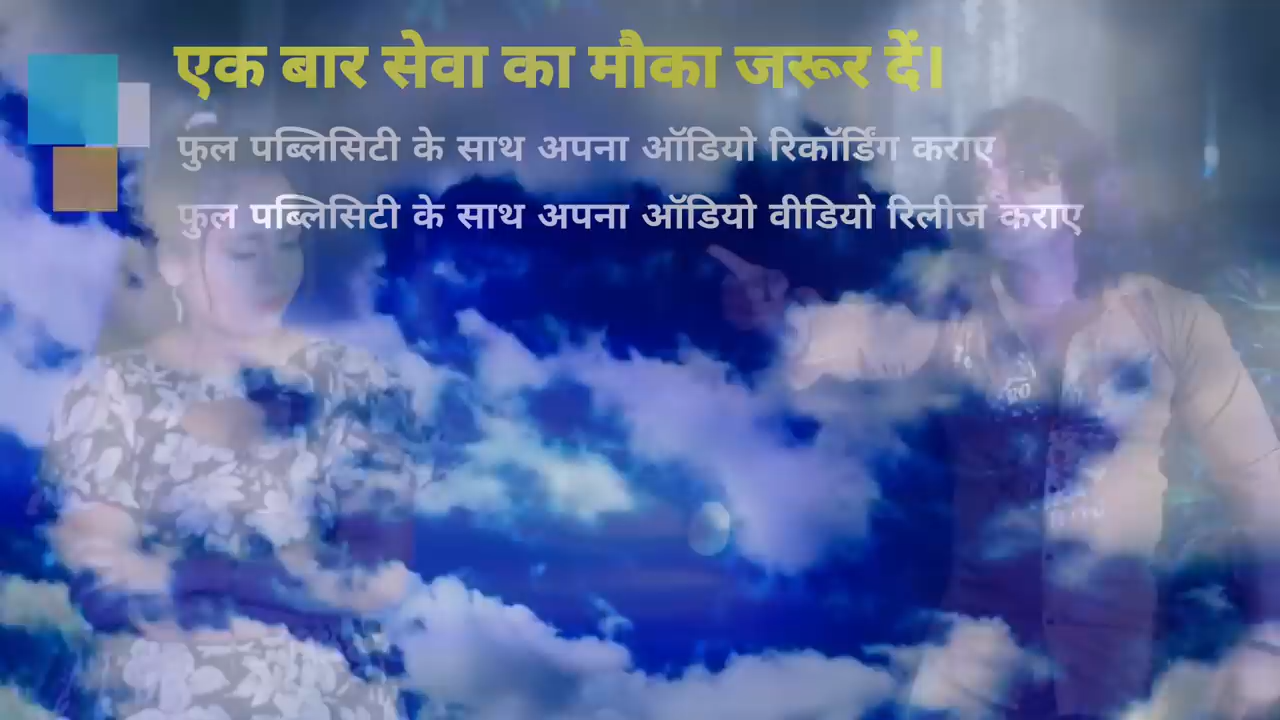 एक बार सेवा का मौका जरूर दें।
फुल पब्लिसिटी के साथ अपना ऑडियो रिकॉर्डिंग कराए
फुल पब्लिसिटी के साथ अपना ऑडियो वीडियो रिलीज कराए